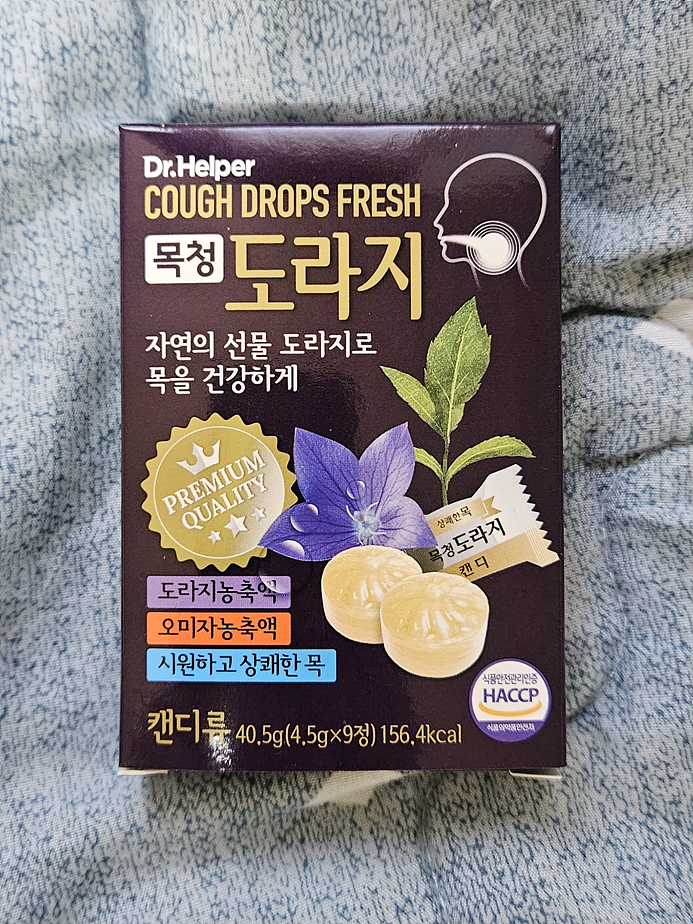 Dr.Helper
COUGH DROPS FRESH
목청 도라지
자연의 선물 도라지로
목을 건강하게
PREMIUM
QUALITY
상쾌한 목
목청도라지
캔디
도라지농축액
오미자농축액
시원하고 상쾌한 목
캔디류 40.5g(4.5g×9정) 156.4kcal
식품안전관리인증
HACCP
식품의약품안전처